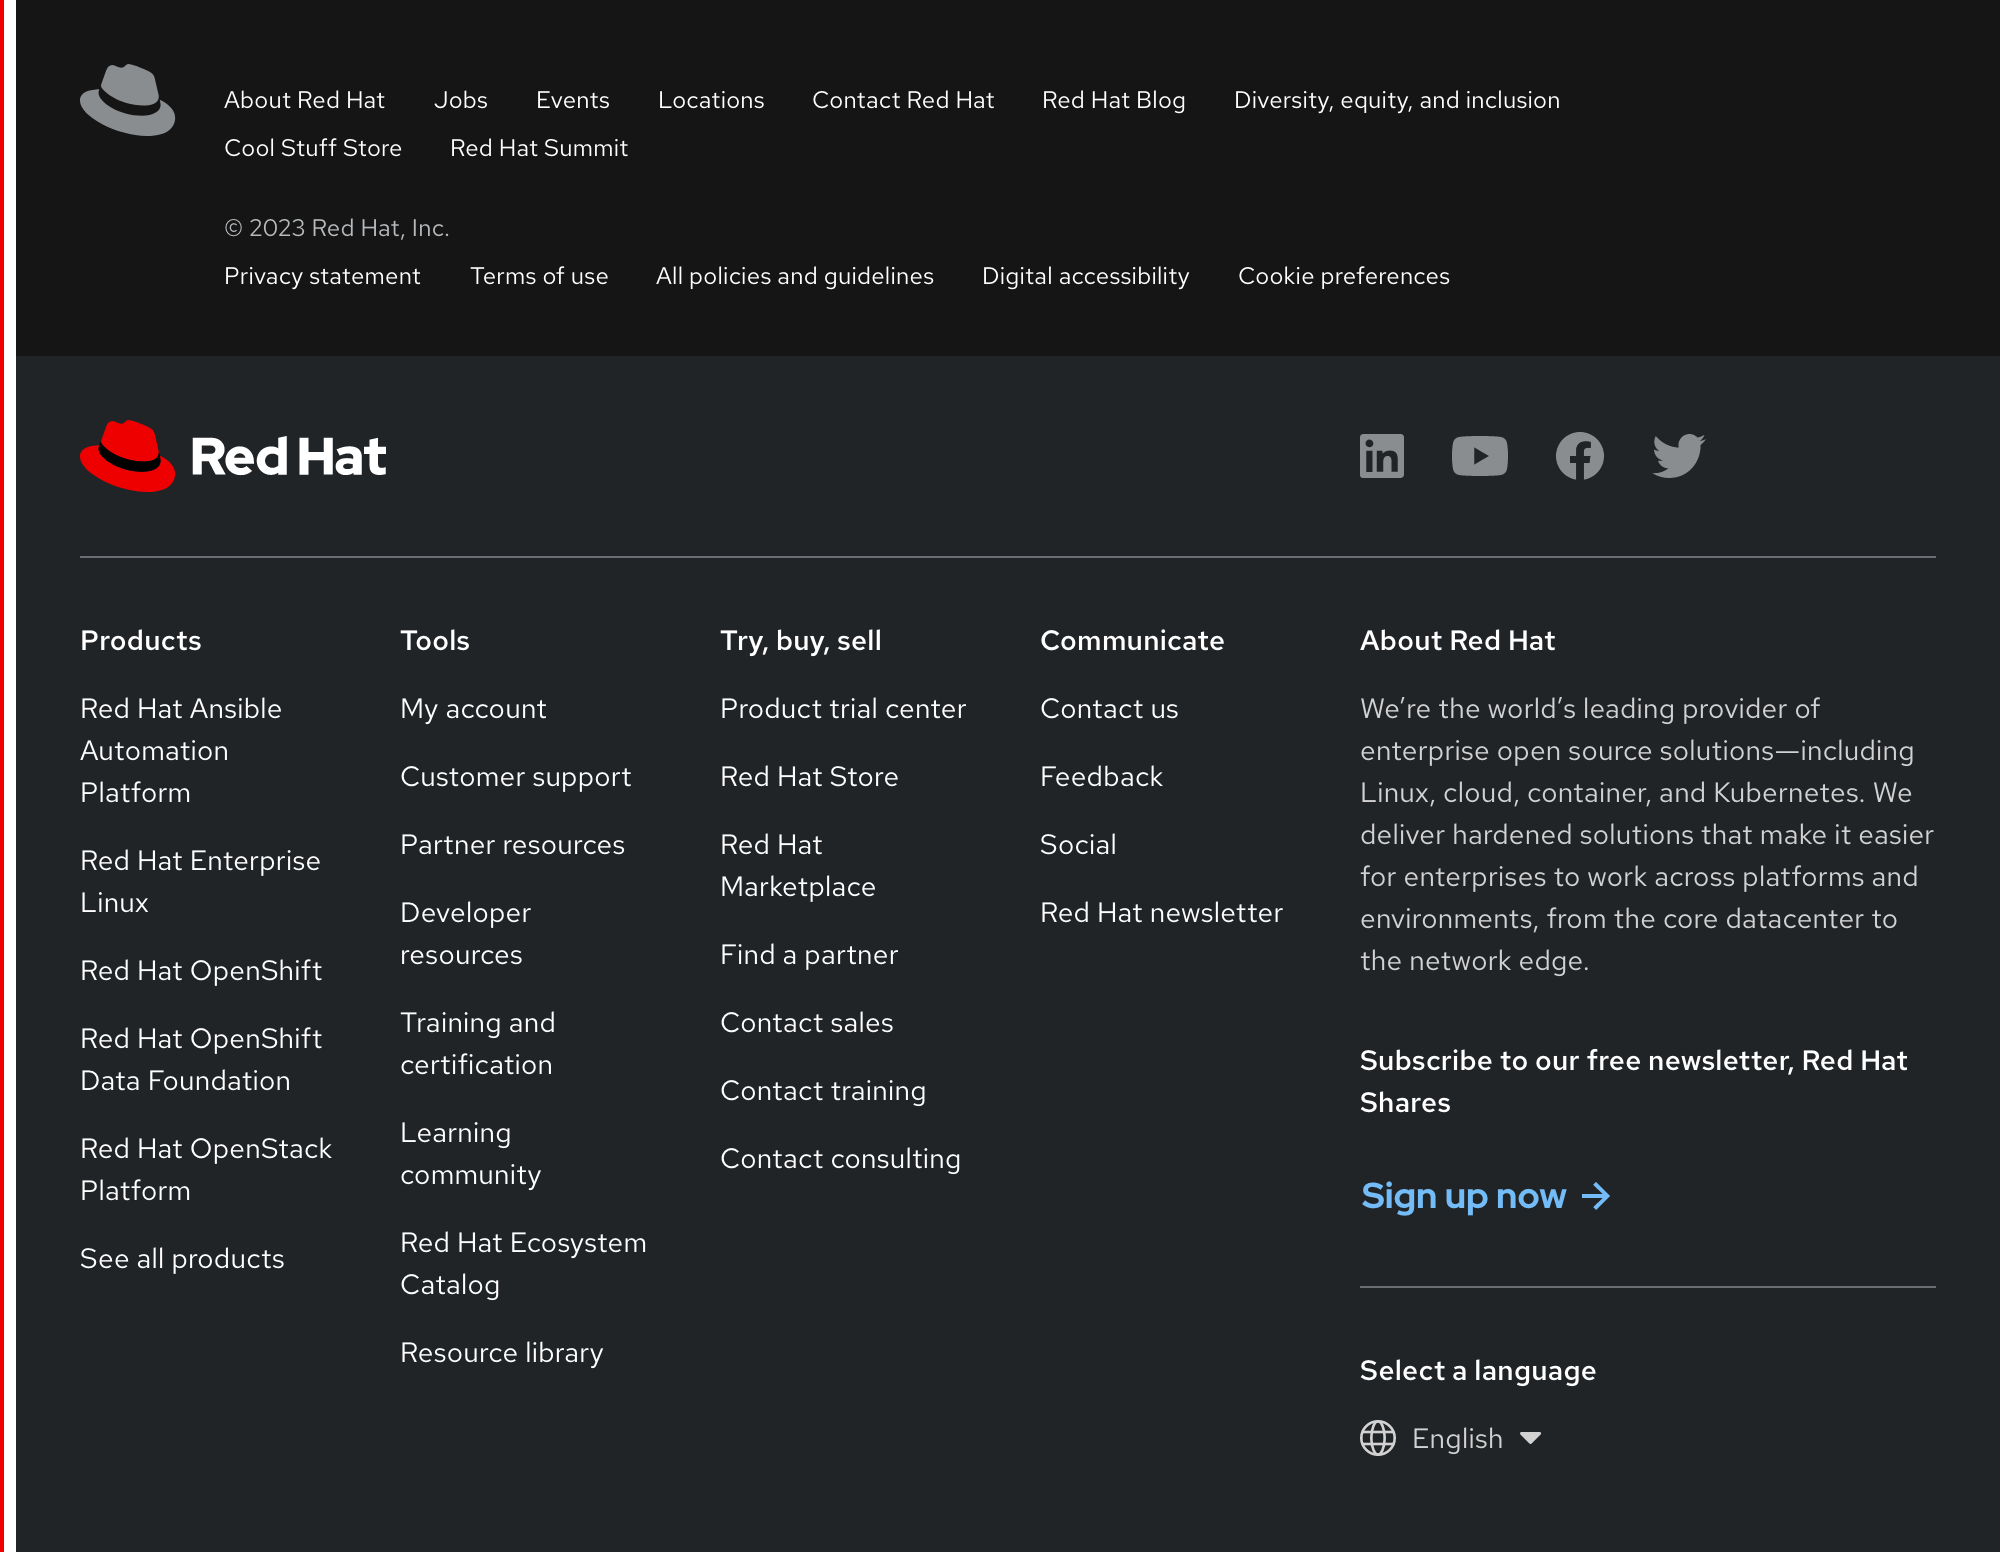 About Red Hat Jobs Events Locations Contact Red Hat Red Hat Blog Diversity, equity, and inclusion
Cool Stuff Store Red Hat Summit
© 2023 Red Hat, Inc.
Privacy statement Terms of use All policies and guidelines Digital accessibility Cookie preferences
Red Hat
in
Products
Red Hat Ansible
Automation
Platform
Red Hat Enterprise
Linux
Red Hat OpenShift
Red Hat OpenShift
Data Foundation
Red Hat OpenStack
Platform
See all products
Tools
My account
Customer support
Partner resources
Developer
resources
Training and
certification
Learning
community
Red Hat Ecosystem
Catalog
Resource library
Try, buy, sell
Product trial center
Red Hat Store
Red Hat
Marketplace
Find a partner
Contact sales
Contact training
Contact consulting
Communicate
Contact us
Feedback
Social
Red Hat newsletter
About Red Hat
We’re the world’s leading provider of
enterprise open source solutions—including
Linux, cloud, container, and Kubernetes. We
deliver hardened solutions that make it easier
for enterprises to work across platforms and
environments, from the core datacenter to
the network edge.
Subscribe to our free newsletter, Red Hat
Shares
Sign up now
Select a language
English